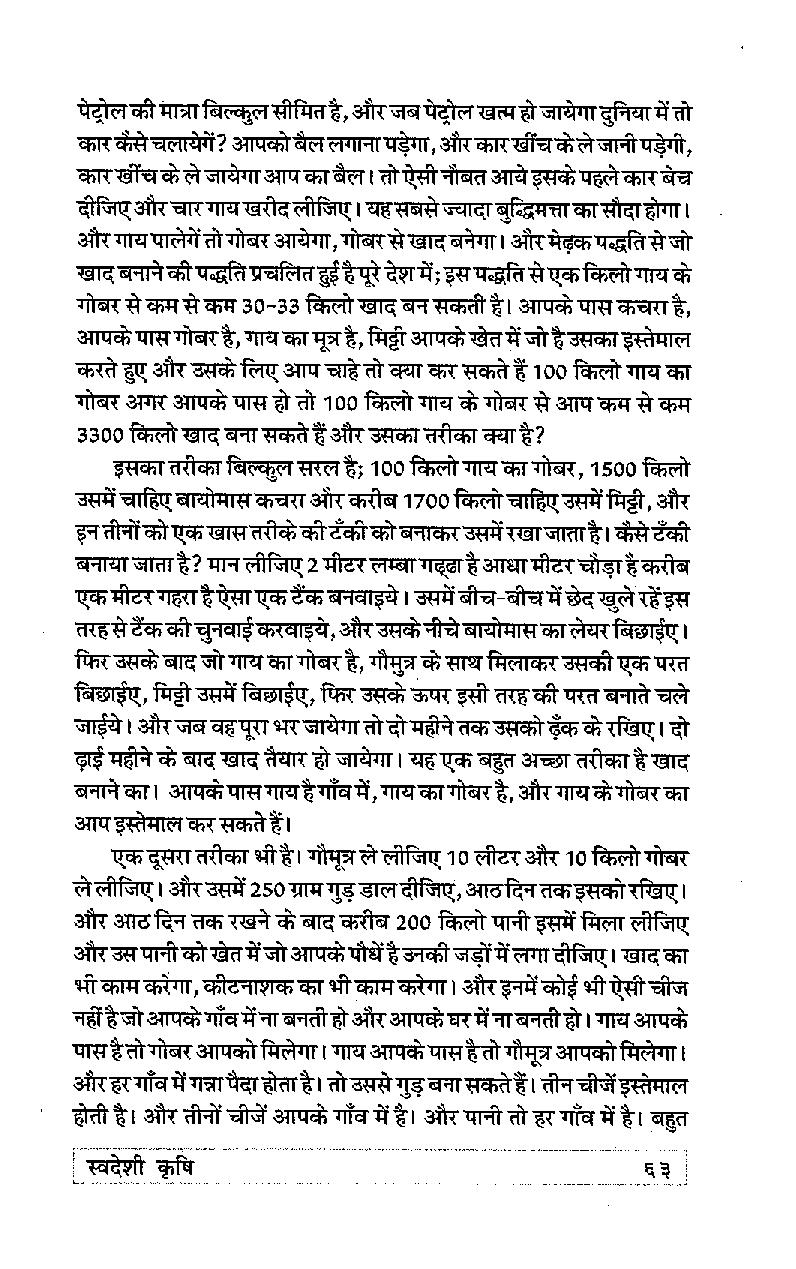 पेट्रोल की मात्रा बिल्कुल सीमित है, और जब पेट्रोल खत्म हो जायेगा दुनिया में तो
कार कैसे चलायेगें? आपको बैल लगाना पड़ेगा, और कार खींच के ले जानी पड़ेगी,
कार खींच के ले जायेगा आप का बैल। तो ऐसी नौबत आये इसके पहले कार बेच
दीजिए और चार गाय खरीद लीजिए। यह सबसे ज्यादा बुद्धिमत्ता का सौदा होगा।
और गाय पालेगें तो गोबर आयेगा, गोबर से खाद बनेगा। और मेढ़क पद्धति से जो
खाद बनाने की पद्धति प्रचलित हुई है पूरे देश में; इस पद्धति से एक किलो गाय के
गोबर से कम से कम 30-33 किलो खाद बन सकती है। आपके पास कचरा है,
आपके पास गोबर है, गाय का मूत्र है, मिट्टी आपके खेत में जो है उसका इस्तेमाल
करते हुए और उसके लिए आप चाहे तो क्या कर सकते हैं 100 किलो गाय का
गोबर अगर आपके पास हो तो 100 किलो गाय के गोबर से आप कम से कम
3300 किलो खाद बना सकते हैं और उसका तरीका क्या है?
इसका तरीका बिल्कुल सरल है; 100 किलो गाय का गोबर, 1500 किलो
उसमें चाहिए बायोमास कचरा और करीब 1700 किलो चाहिए उसमें मिट्टी, और
इन तीनों को एक खास तरीके की टँकी को बनाकर उसमें रखा जाता है। कैसे टँकी
बनाया जाता है? मान लीजिए 2 मीटर लम्बा गढ्ढा है आधा मीटर चौड़ा है करीब
एक मीटर गहरा है ऐसा एक टैंक बनवाइये। उसमें बीच-बीच में छेद खुले रहें इस
तरह से टैंक की चुनवाई करवाइये, और उसके नीचे बायोमास का लेयर बिछाईए।
फिर उसके बाद जो गाय का गोबर है, गौमुत्र के साथ मिलाकर उसकी एक परत
बिछाईए, मिट्टी उसमें बिछाईए, फिर उसके ऊपर इसी तरह की परत बनाते चले
जाईये। और जब वह पूरा भर जायेगा तो दो महीने तक उसको ढ़ँक के रखिए। दो
ढ़ाई महीने के बाद खाद तैयार हो जायेगा। यह एक बहुत अच्छा तरीका है खाद
बनाने का। आपके पास गाय है गाँव में, गाय का गोबर है, और गाय के गोबर का
आप इस्तेमाल कर सकते हैं।
एक दूसरा तरीका भी है। गौमूत्र ले लीजिए 10 लीटर और 10 किलो गोबर
ले लीजिए। और उसमें 250 ग्राम गुड़ डाल दीजिए, आठ दिन तक इसको रखिए।
और आठ दिन तक रखने के बाद करीब 200 किलो पानी इसमें मिला लीजिए
और उस पानी को खेत में जो आपके पौधें है उनकी जड़ों में लगा दीजिए। खाद का
भी काम करेगा, कीटनाशक का भी काम करेगा। और इनमें कोई भी ऐसी चीज
नहीं है जो आपके गाँव में ना बनती हो और आपके घर में ना बनती हो। गाय आपके
पास है तो गोबर आपको मिलेगा। गाय आपके पास है तो गौमूत्र आपको मिलेगा।
और हर गाँव में गन्ना पैदा होता है। तो उससे गुड़ बना सकते हैं। तीन चीजें इस्तेमाल
होती है। और तीनों चीजें आपके गाँव में है। और पानी तो हर गाँव में है। बहुत
स्वदेशी कृषि ६३